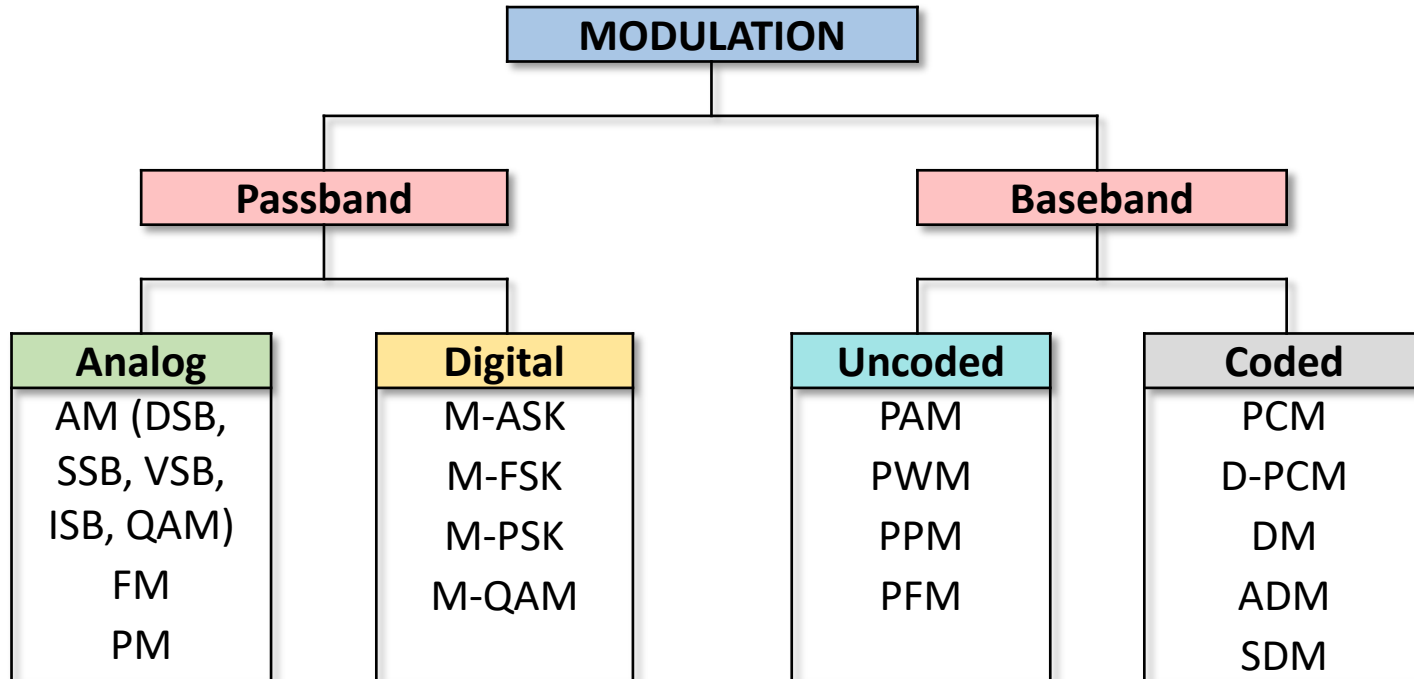 MODULATION
Passband
Baseband
Analog
AM (DSB,
SSB, VSB,
ISB, QAM)
FM
PM
Digital
M-ASK
M-FSK
M-PSK
M-QAM
Uncoded
PAM
PWM
PPM
PFM
Coded
PCM
D-PCM
DM
ADM
SDM